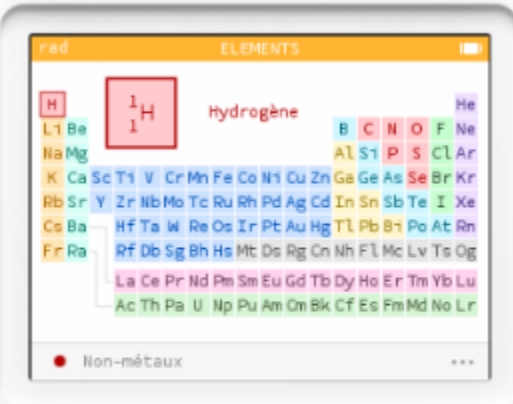 rad ELEMENTS
H He
1
H Hydrogène
1
Li Be B C N O F Ne
Na Mg Al Si P S Cl Ar
K Ca Sc Ti V Cr Mn Fe Co Ni Cu Zn Ga Ge As Se Br Kr
Rb Sr Y Zr Nb Mo Tc Ru Rh Pd Ag Cd In Sn Sb Te I Xe
Cs Ba Hf Ta W Re Os Ir Pt Au Hg Tl Pb Bi Po At Rn
Fr Ra Rf Db Sg Bh Hs Mt Ds Rg Cn Nh Fl Mc Lv Ts Og
La Ce Pr Nd Pm Sm Eu Gd Tb Dy Ho Er Tm Yb Lu
Ac Th Pa U Np Pu Am Cm Bk Cf Es Fm Md No Lr
Non-métaux